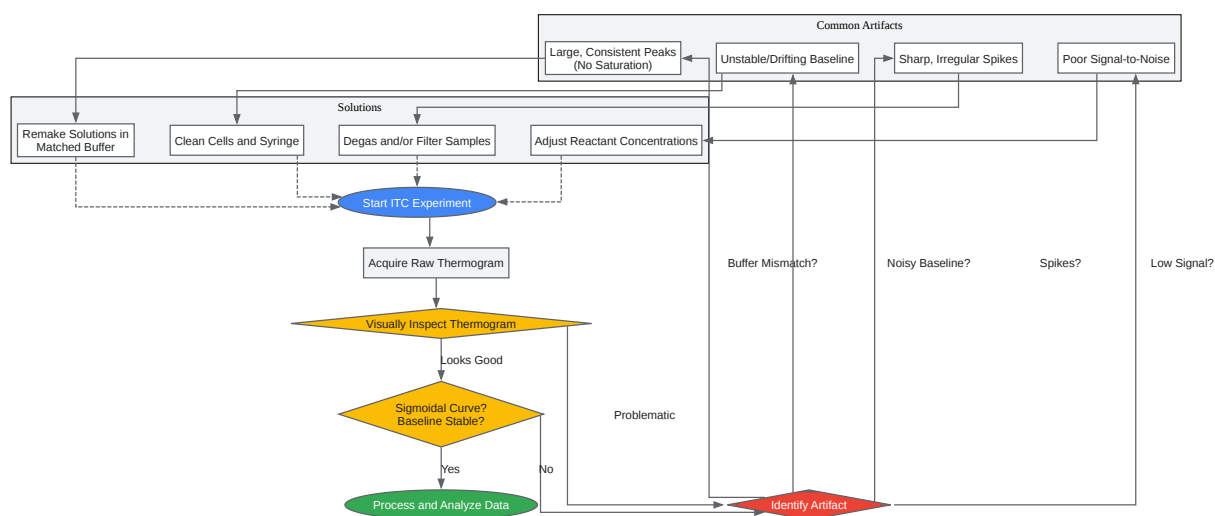 Common Artifacts
Large, Consistent Peaks
(No Saturation)
Unstable/Drifting Baseline
Sharp, Irregular Spikes
Poor Signal-to-Noise
Solutions
Remake Solutions in
Matched Buffer
Clean Cells and Syringe
Degas and/or Filter Samples
Adjust Reactant Concentrations
Start ITC Experiment
Acquire Raw Thermogram
Buffer Mismatch?
Noisy Baseline?
Spikes?
Low Signal?
Visually Inspect Thermogram
Looks Good
Sigmoidal Curve?
Baseline Stable?
Problematic
Yes
No
Process and Analyze Data
Identify Artifact